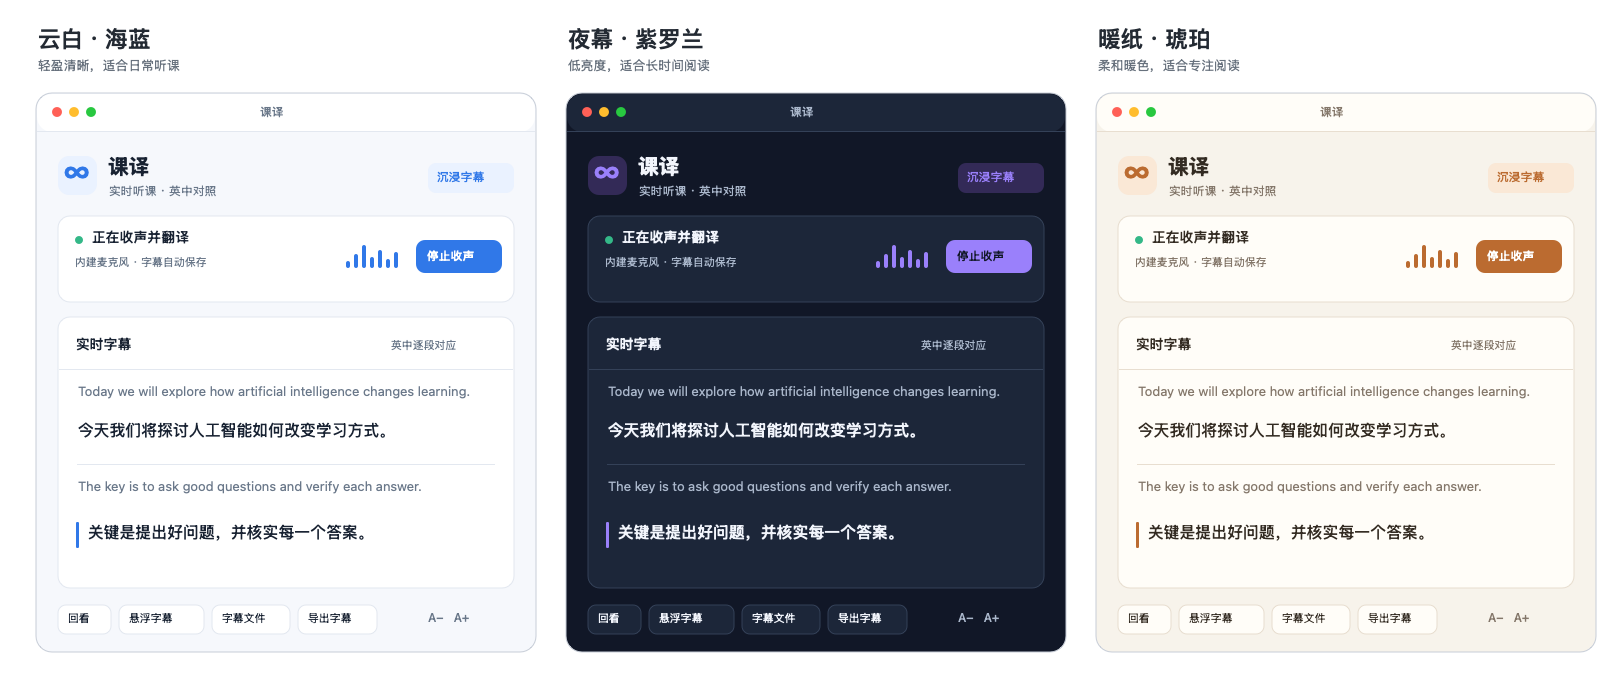 云白 · 海蓝
轻盈清晰，适合日常听课
课译
课译
实时听课 · 英中对照
沉浸字幕
正在收声并翻译
内建麦克风 · 字幕自动保存
停止收声
实时字幕
英中逐段对应
Today we will explore how artificial intelligence changes learning.
今天我们将探讨人工智能如何改变学习方式。
The key is to ask good questions and verify each answer.
关键是提出好问题，并核实每一个答案。
回看
悬浮字幕
字幕文件
导出字幕
A− A+
夜幕 · 紫罗兰
低亮度，适合长时间阅读
课译
课译
实时听课 · 英中对照
沉浸字幕
正在收声并翻译
内建麦克风 · 字幕自动保存
停止收声
实时字幕
英中逐段对应
Today we will explore how artificial intelligence changes learning.
今天我们将探讨人工智能如何改变学习方式。
The key is to ask good questions and verify each answer.
关键是提出好问题，并核实每一个答案。
回看
悬浮字幕
字幕文件
导出字幕
A− A+
暖纸 · 琥珀
柔和暖色，适合专注阅读
课译
课译
实时听课 · 英中对照
沉浸字幕
正在收声并翻译
内建麦克风 · 字幕自动保存
停止收声
实时字幕
英中逐段对应
Today we will explore how artificial intelligence changes learning.
今天我们将探讨人工智能如何改变学习方式。
The key is to ask good questions and verify each answer.
关键是提出好问题，并核实每一个答案。
回看
悬浮字幕
字幕文件
导出字幕
A− A+